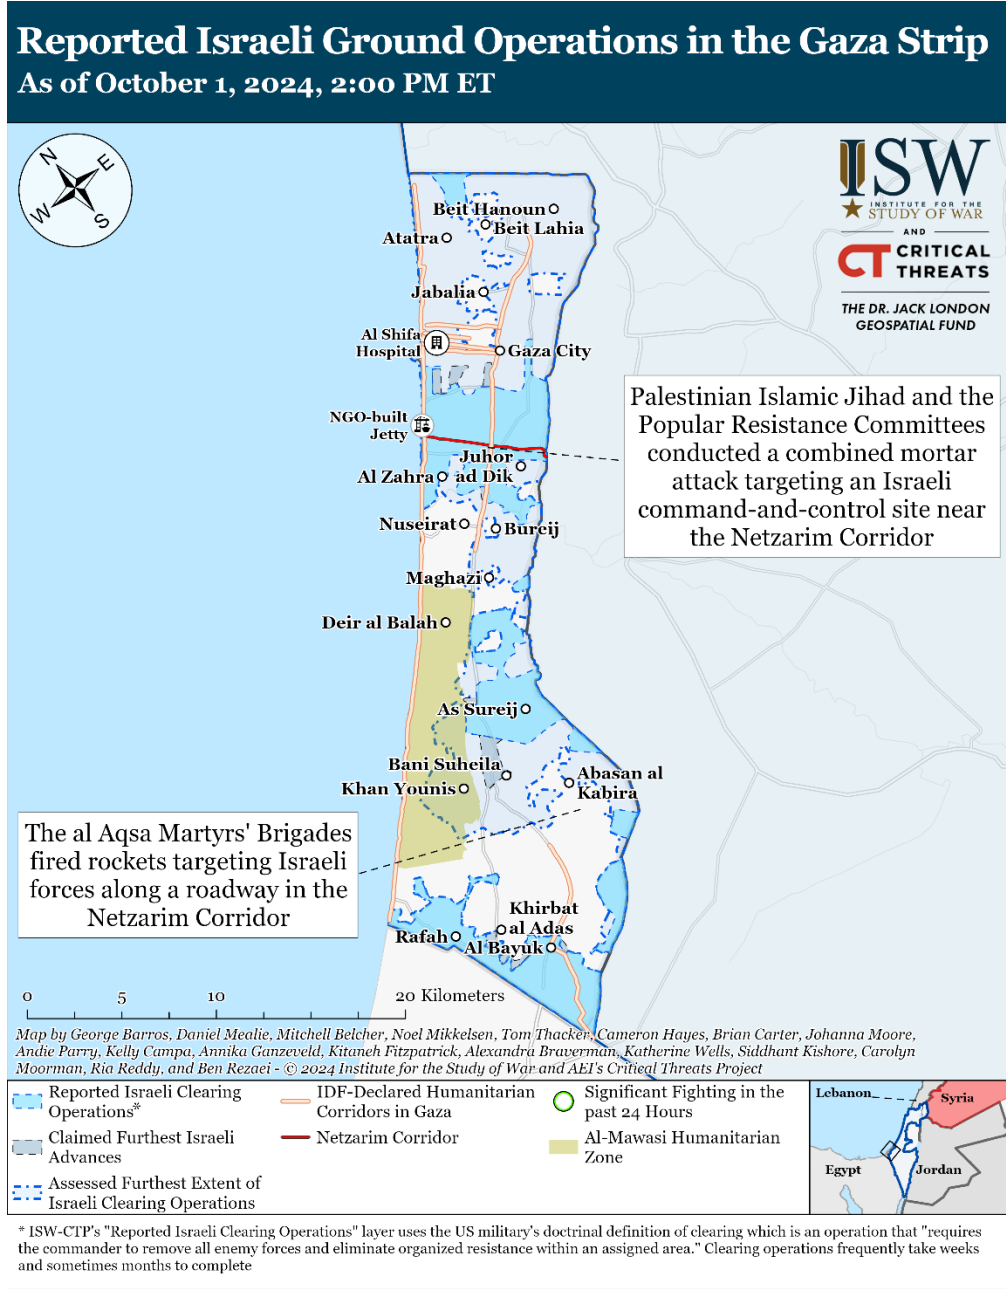 Reported Israeli Ground Operations in the Gaza Strip
As of October 1, 2024, 2:00 PM ET
N
E
W
S
ISW
INSTITUTE FOR THE
STUDY OF WAR
AND
CT CRITICAL
THREATS
THE DR. JACK LONDON
GEOSPATIAL FUND
Beit Hanoun
Beit Lahia
Atatra
Jabalia
Al Shifa
Hospital
Gaza City
NGO-built
Jetty
Juhor
ad Dik
Al Zahra
Nuseirat
Bureij
Maghazi
Deir al Balah
As Sureij
Bani Suheila
Khan Younis
Abasan al
Kabira
Khirbat
al Adas
Rafah
Al Bayuk
Palestinian Islamic Jihad and the
Popular Resistance Committees
conducted a combined mortar
attack targeting an Israeli
command-and-control site near
the Netzarim Corridor
The al Aqsa Martyrs' Brigades
fired rockets targeting Israeli
forces along a roadway in the
Netzarim Corridor
0 5 10 20 Kilometers
Map by George Barros, Daniel Mealie, Mitchell Belcher, Noel Mikkelsen, Tom Thacker, Cameron Hayes, Brian Carter, Johanna Moore,
Andie Parry, Kelly Campa, Annika Ganzeveld, Kitaneh Fitzpatrick, Alexandra Braverman, Katherine Wells, Siddhant Kishore, Carolyn
Moorman, Ria Reddy, and Ben Rezaei - © 2024 Institute for the Study of War and AEI's Critical Threats Project
Reported Israeli Clearing
Operations*
Claimed Furthest Israeli
Advances
Assessed Furthest Extent of
Israeli Clearing Operations
IDF-Declared Humanitarian
Corridors in Gaza
Netzarim Corridor
Significant Fighting in the
past 24 Hours
Al-Mawasi Humanitarian
Zone
Lebanon
Syria
Egypt
Jordan
* ISW-CTP's "Reported Israeli Clearing Operations" layer uses the US military's doctrinal definition of clearing which is an operation that "requires
the commander to remove all enemy forces and eliminate organized resistance within an assigned area." Clearing operations frequently take weeks
and sometimes months to complete